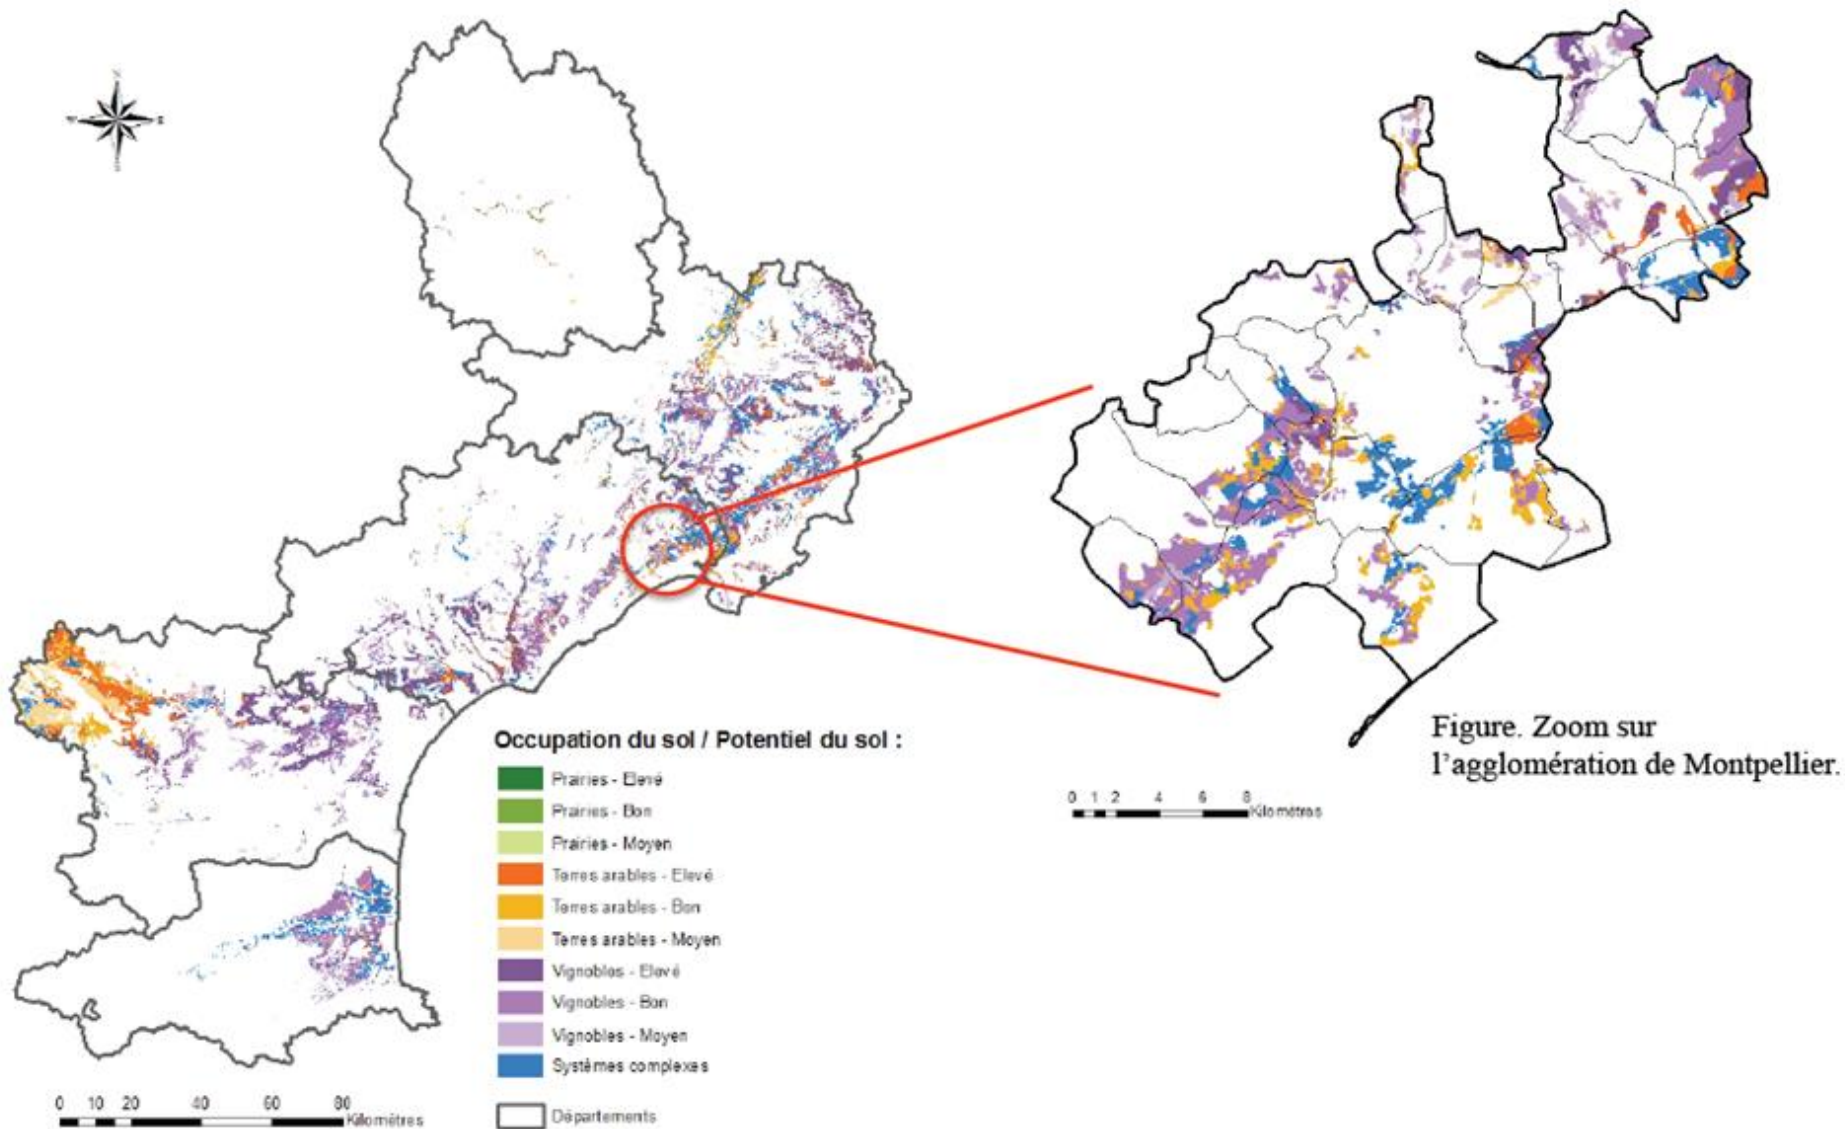 Occupation du sol / Potentiel du sol :
Prairies - Elevé
Prairies - Bon
Prairies - Moyen
Terres arables - Elevé
Terres arables - Bon
Terres arables - Moyen
Vignobles - Elevé
Vignobles - Bon
Vignobles - Moyen
Systèmes complexes
Départements
0 10 20 40 60 80
Kilomètres
Figure. Zoom sur
l'agglomération de Montpellier.
0 1 2 4 6 8
Kilomètres